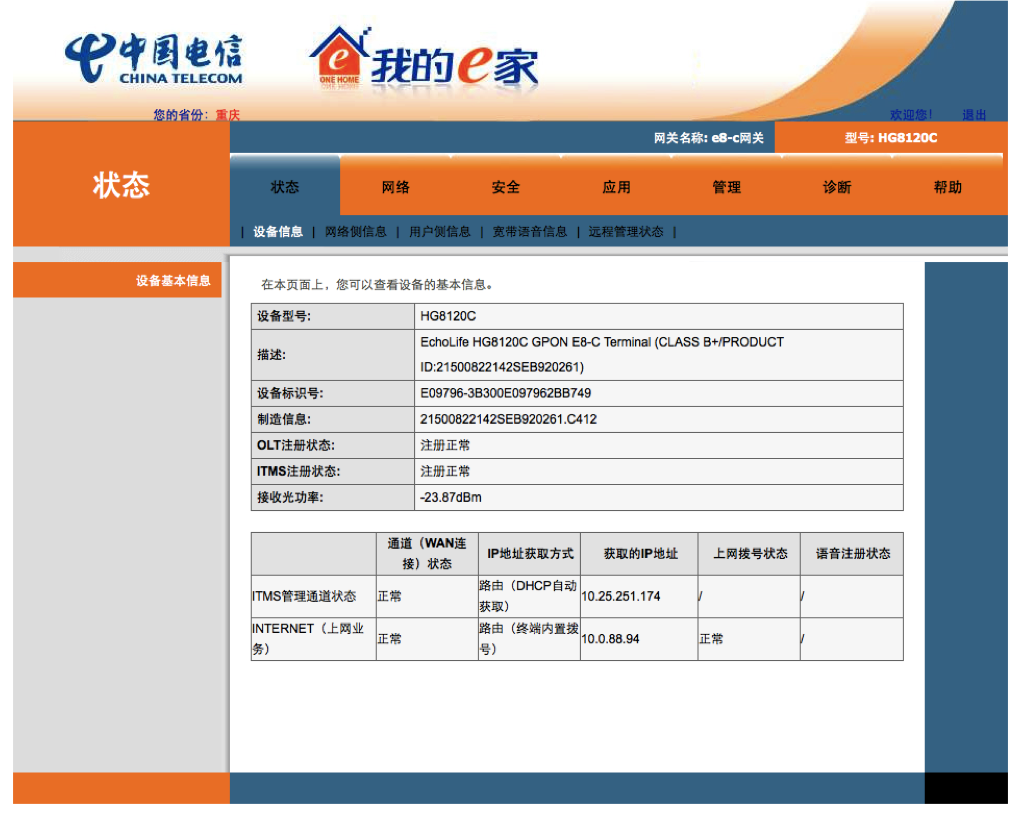 中国电信
CHINA TELECOM
e
ONE HOME
我的e家
您的省份：重庆
欢迎您！ 退出
网关名称: e8-c网关
型号: HG8120C
状态
状态 网络 安全 应用 管理 诊断 帮助
| 设备信息 | 网络侧信息 | 用户侧信息 | 宽带语音信息 | 远程管理状态 |
设备基本信息
在本页面上，您可以查看设备的基本信息。
设备型号: HG8120C
描述: EchoLife HG8120C GPON E8-C Terminal (CLASS B+/PRODUCT
ID:21500822142SEB920261)
设备标识号: E09796-3B300E097962BB749
制造信息: 21500822142SEB920261.C412
OLT注册状态: 注册正常
ITMS注册状态: 注册正常
接收光功率: -23.87dBm
通道（WAN连
接）状态
IP地址获取方式
获取的IP地址
上网拨号状态
语音注册状态
ITMS管理通道状态
正常
路由（DHCP自动
获取）
10.25.251.174
/
/
INTERNET（上网业
务）
正常
路由（终端内置拨
号）
10.0.88.94
正常
/